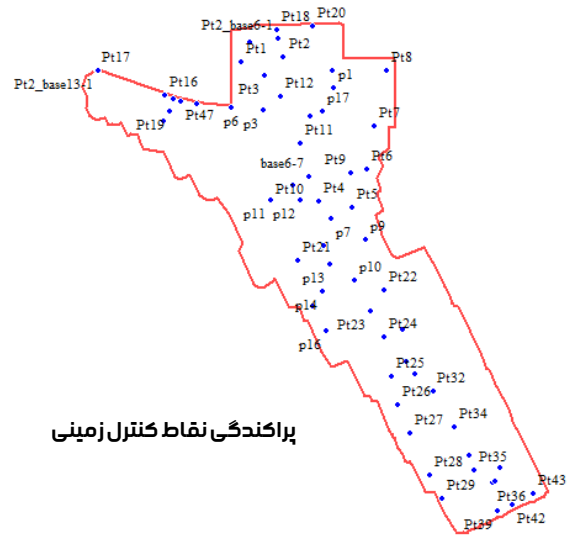 Pt18 Pt20
Pt2_base6-1
Pt1 Pt2
Pt17 p1 Pt8
Pt2_base13-1 Pt16 Pt3 Pt12
Pt19 Pt47 p6 p3 p17
Pt11 Pt7
base6-7 Pt9 Pt6
Pt10 Pt4 Pt5
p11 p12
p7 p9
Pt21
p13 p10 Pt22
p14
Pt23 Pt24
p16
Pt25
Pt26 Pt32
Pt27 Pt34
پراکندگی نقاط کنترل زمینی
Pt28 Pt35
Pt29 Pt43
Pt36
Pt39 Pt42